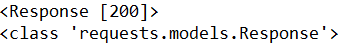 <Response [200]>
<class 'requests.models.Response'>